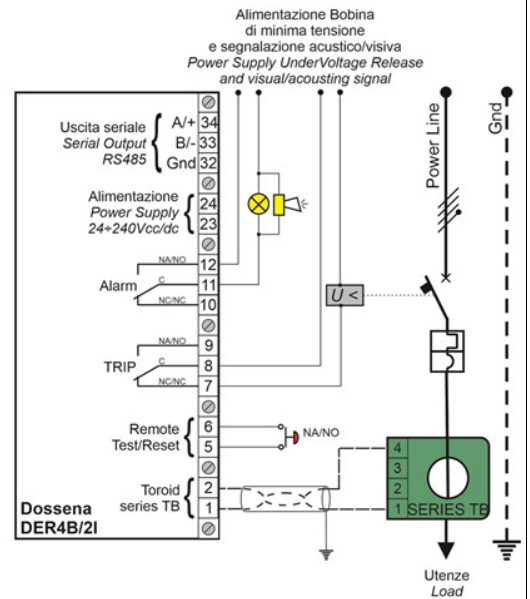 Alimentazione Bobina
di minima tensione
e segnalazione acustico/visiva
Power Supply UnderVoltage Release
and visual/acousting signal
Uscita seriale
Serial Output
RS485
A/+ 34
B/- 33
Gnd 32
Alimentazione
Power Supply
24÷240Vcc/dc
24
23
Alarm
NA/NO 12
C 11
NC/NC 10
TRIP
NA/NO 9
C 8
NC/NC 7
U <
Remote
Test/Reset
6
5
NA/NO
Toroid
series TB
2
1
Dossena
DER4B/2I
Power Line
Gnd
4
3
2
1
SERIES TB
Utenze
Load